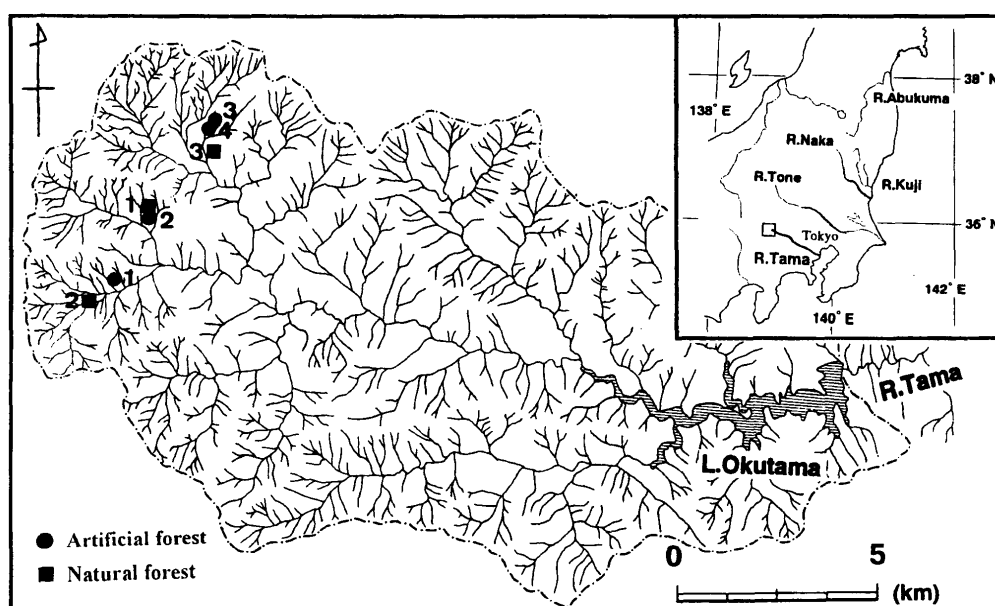 3
4
3
1
2
1
2
138° E
38° N
R.Abukuma
R.Naka
R.Tone
R.Kuji
36° N
Tokyo
R.Tama
142° E
140° E
R.Tama
L.Okutama
Artificial forest
Natural forest
0 5
(km)